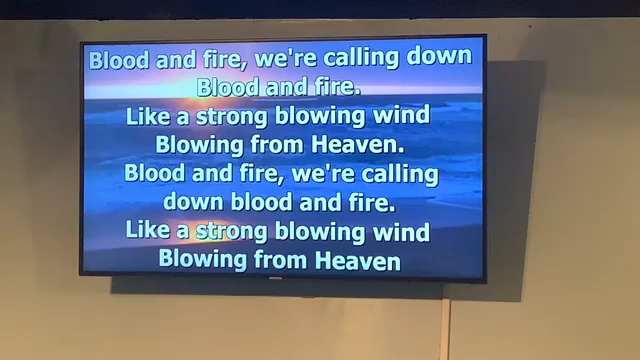 Blood and fire, we're calling down
Blood and fire.
Like a strong blowing wind
Blowing from Heaven.
Blood and fire, we're calling
down blood and fire.
Like a strong blowing wind
Blowing from Heaven